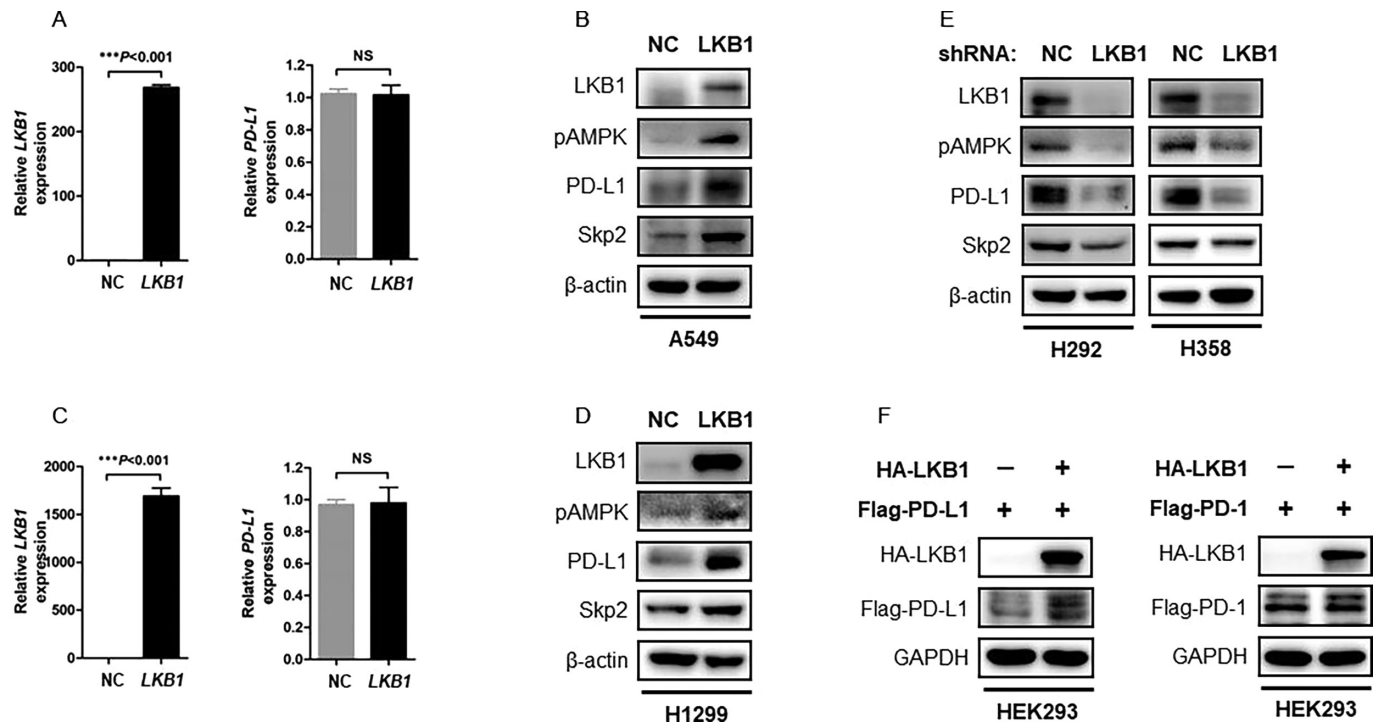 A
***P<0.001
Relative LKB1
expression
300
200
100
0
NC LKB1
NS
Relative PD-L1
expression
1.2
1.0
0.8
0.6
0.4
0.2
0.0
NC LKB1
B
NC LKB1
LKB1
pAMPK
PD-L1
Skp2
β-actin
A549
E
shRNA: NC LKB1 NC LKB1
LKB1
pAMPK
PD-L1
Skp2
β-actin
H292 H358
C
***P<0.001
Relative LKB1
expression
2000
1500
1000
500
0
NC LKB1
NS
Relative PD-L1
expression
1.2
1.0
0.8
0.6
0.4
0.2
0.0
NC LKB1
D
NC LKB1
LKB1
pAMPK
PD-L1
Skp2
β-actin
H1299
F
HA-LKB1 − +
Flag-PD-L1 + +
HA-LKB1
Flag-PD-L1
GAPDH
HEK293
HA-LKB1 − +
Flag-PD-1 + +
HA-LKB1
Flag-PD-1
GAPDH
HEK293